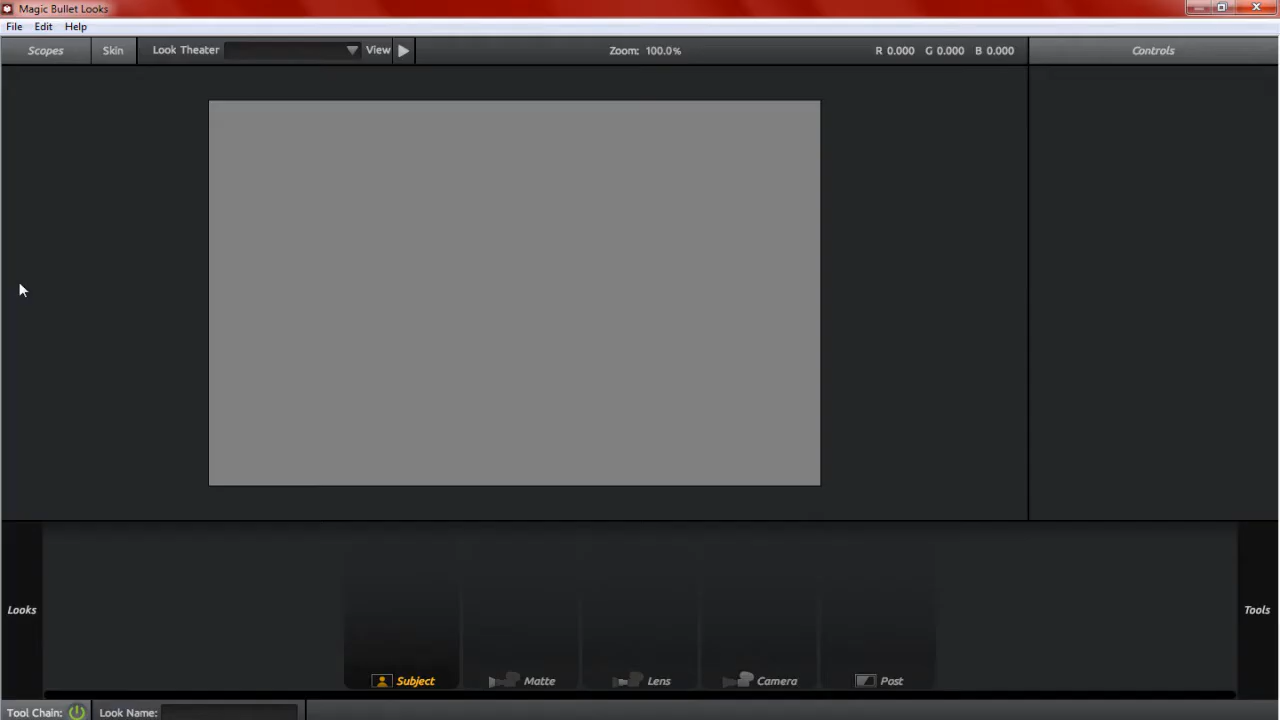 Magic Bullet Looks
File Edit Help
Scopes Skin Look Theater View Zoom: 100.0% R 0.000 G 0.000 B 0.000 Controls
Looks Tools
Subject Matte Lens Camera Post
Tool Chain: Look Name: